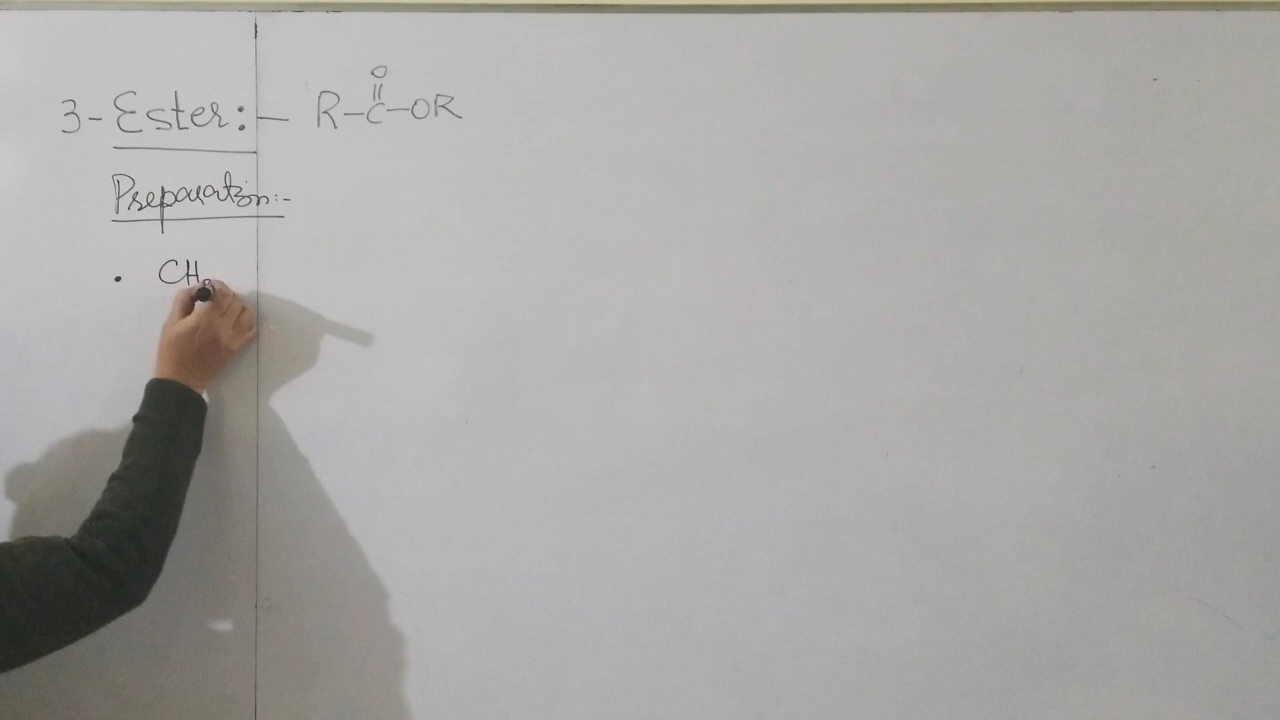 3- Ester:- R-C-OR
O
||
Preparation:-
• CH